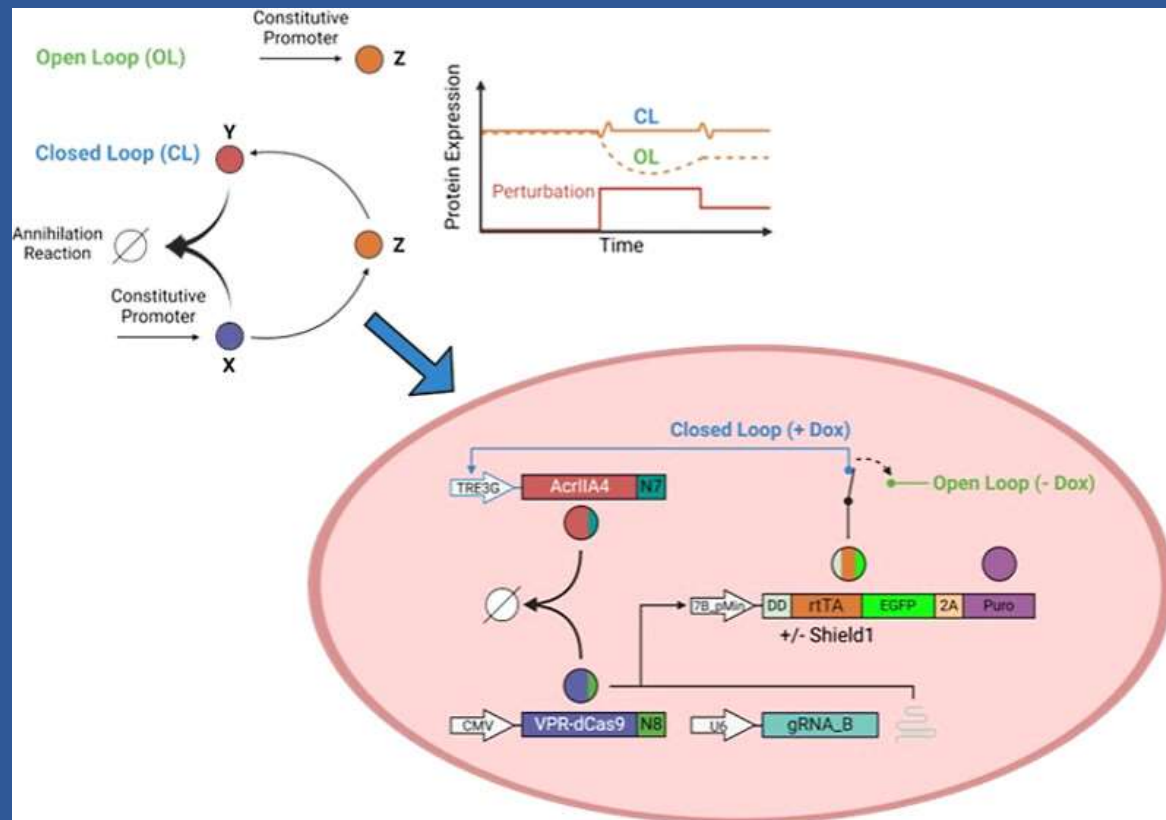 Constitutive
Promoter
Open Loop (OL)
Z
Protein Expression
CL
OL
Perturbation
Time
Y
Closed Loop (CL)
Annihilation
Reaction
Z
Constitutive
Promoter
X
Closed Loop (+ Dox)
TRE3G
AcrIIA4
N7
Open Loop (- Dox)
7B_pMin
DD
rtTA
EGFP
2A
Puro
+/- Shield1
CMV
VPR-dCas9
N8
U6
gRNA_B